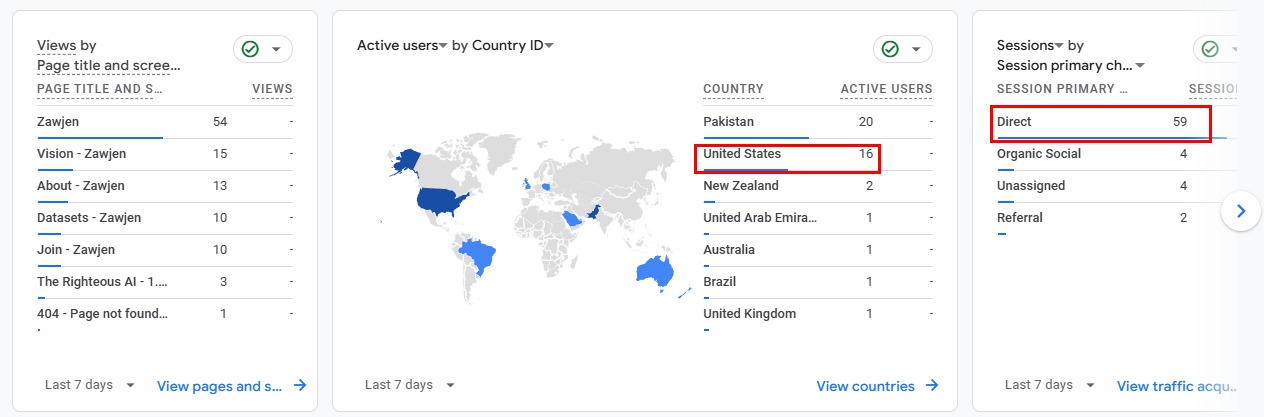 Views by
Page title and scree...
PAGE TITLE AND S... VIEWS
Zawjen 54 -
Vision - Zawjen 15 -
About - Zawjen 13 -
Datasets - Zawjen 10 -
Join - Zawjen 10 -
The Righteous AI - 1.... 3 -
404 - Page not found... 1 -
Last 7 days View pages and s...
Active users by Country ID
COUNTRY ACTIVE USERS
Pakistan 20 -
United States 16 -
New Zealand 2 -
United Arab Emira... 1 -
Australia 1 -
Brazil 1 -
United Kingdom 1 -
Last 7 days View countries
Sessions by
Session primary ch...
SESSION PRIMARY ... SESSIO
Direct 59
Organic Social 4
Unassigned 4
Referral 2
Last 7 days View traffic acqu...